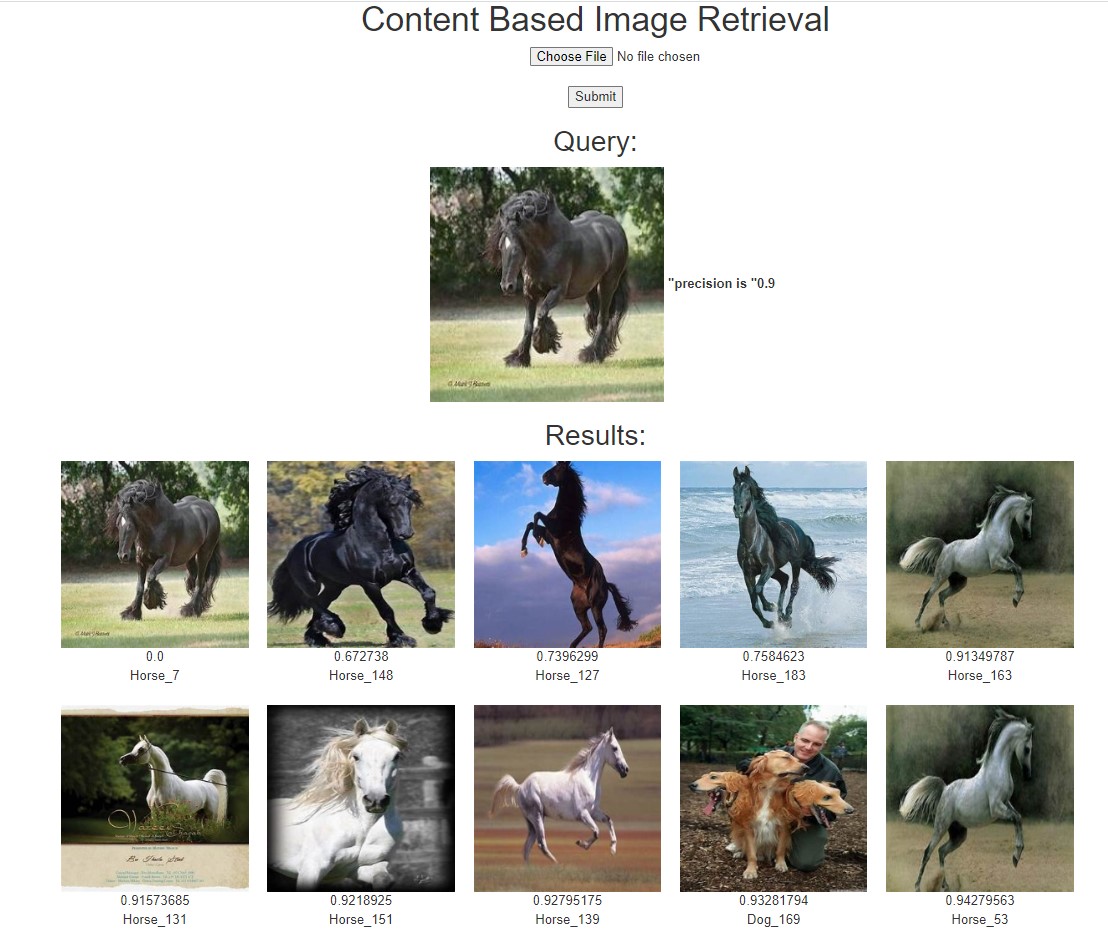 Content Based Image Retrieval
Choose File No file chosen
Submit
Query:
"precision is "0.9
Results:
0.0 0.672738 0.7396299 0.7584623 0.91349787
Horse_7 Horse_148 Horse_127 Horse_183 Horse_163
0.91573685 0.9218925 0.92795175 0.93281794 0.94279563
Horse_131 Horse_151 Horse_139 Dog_169 Horse_53